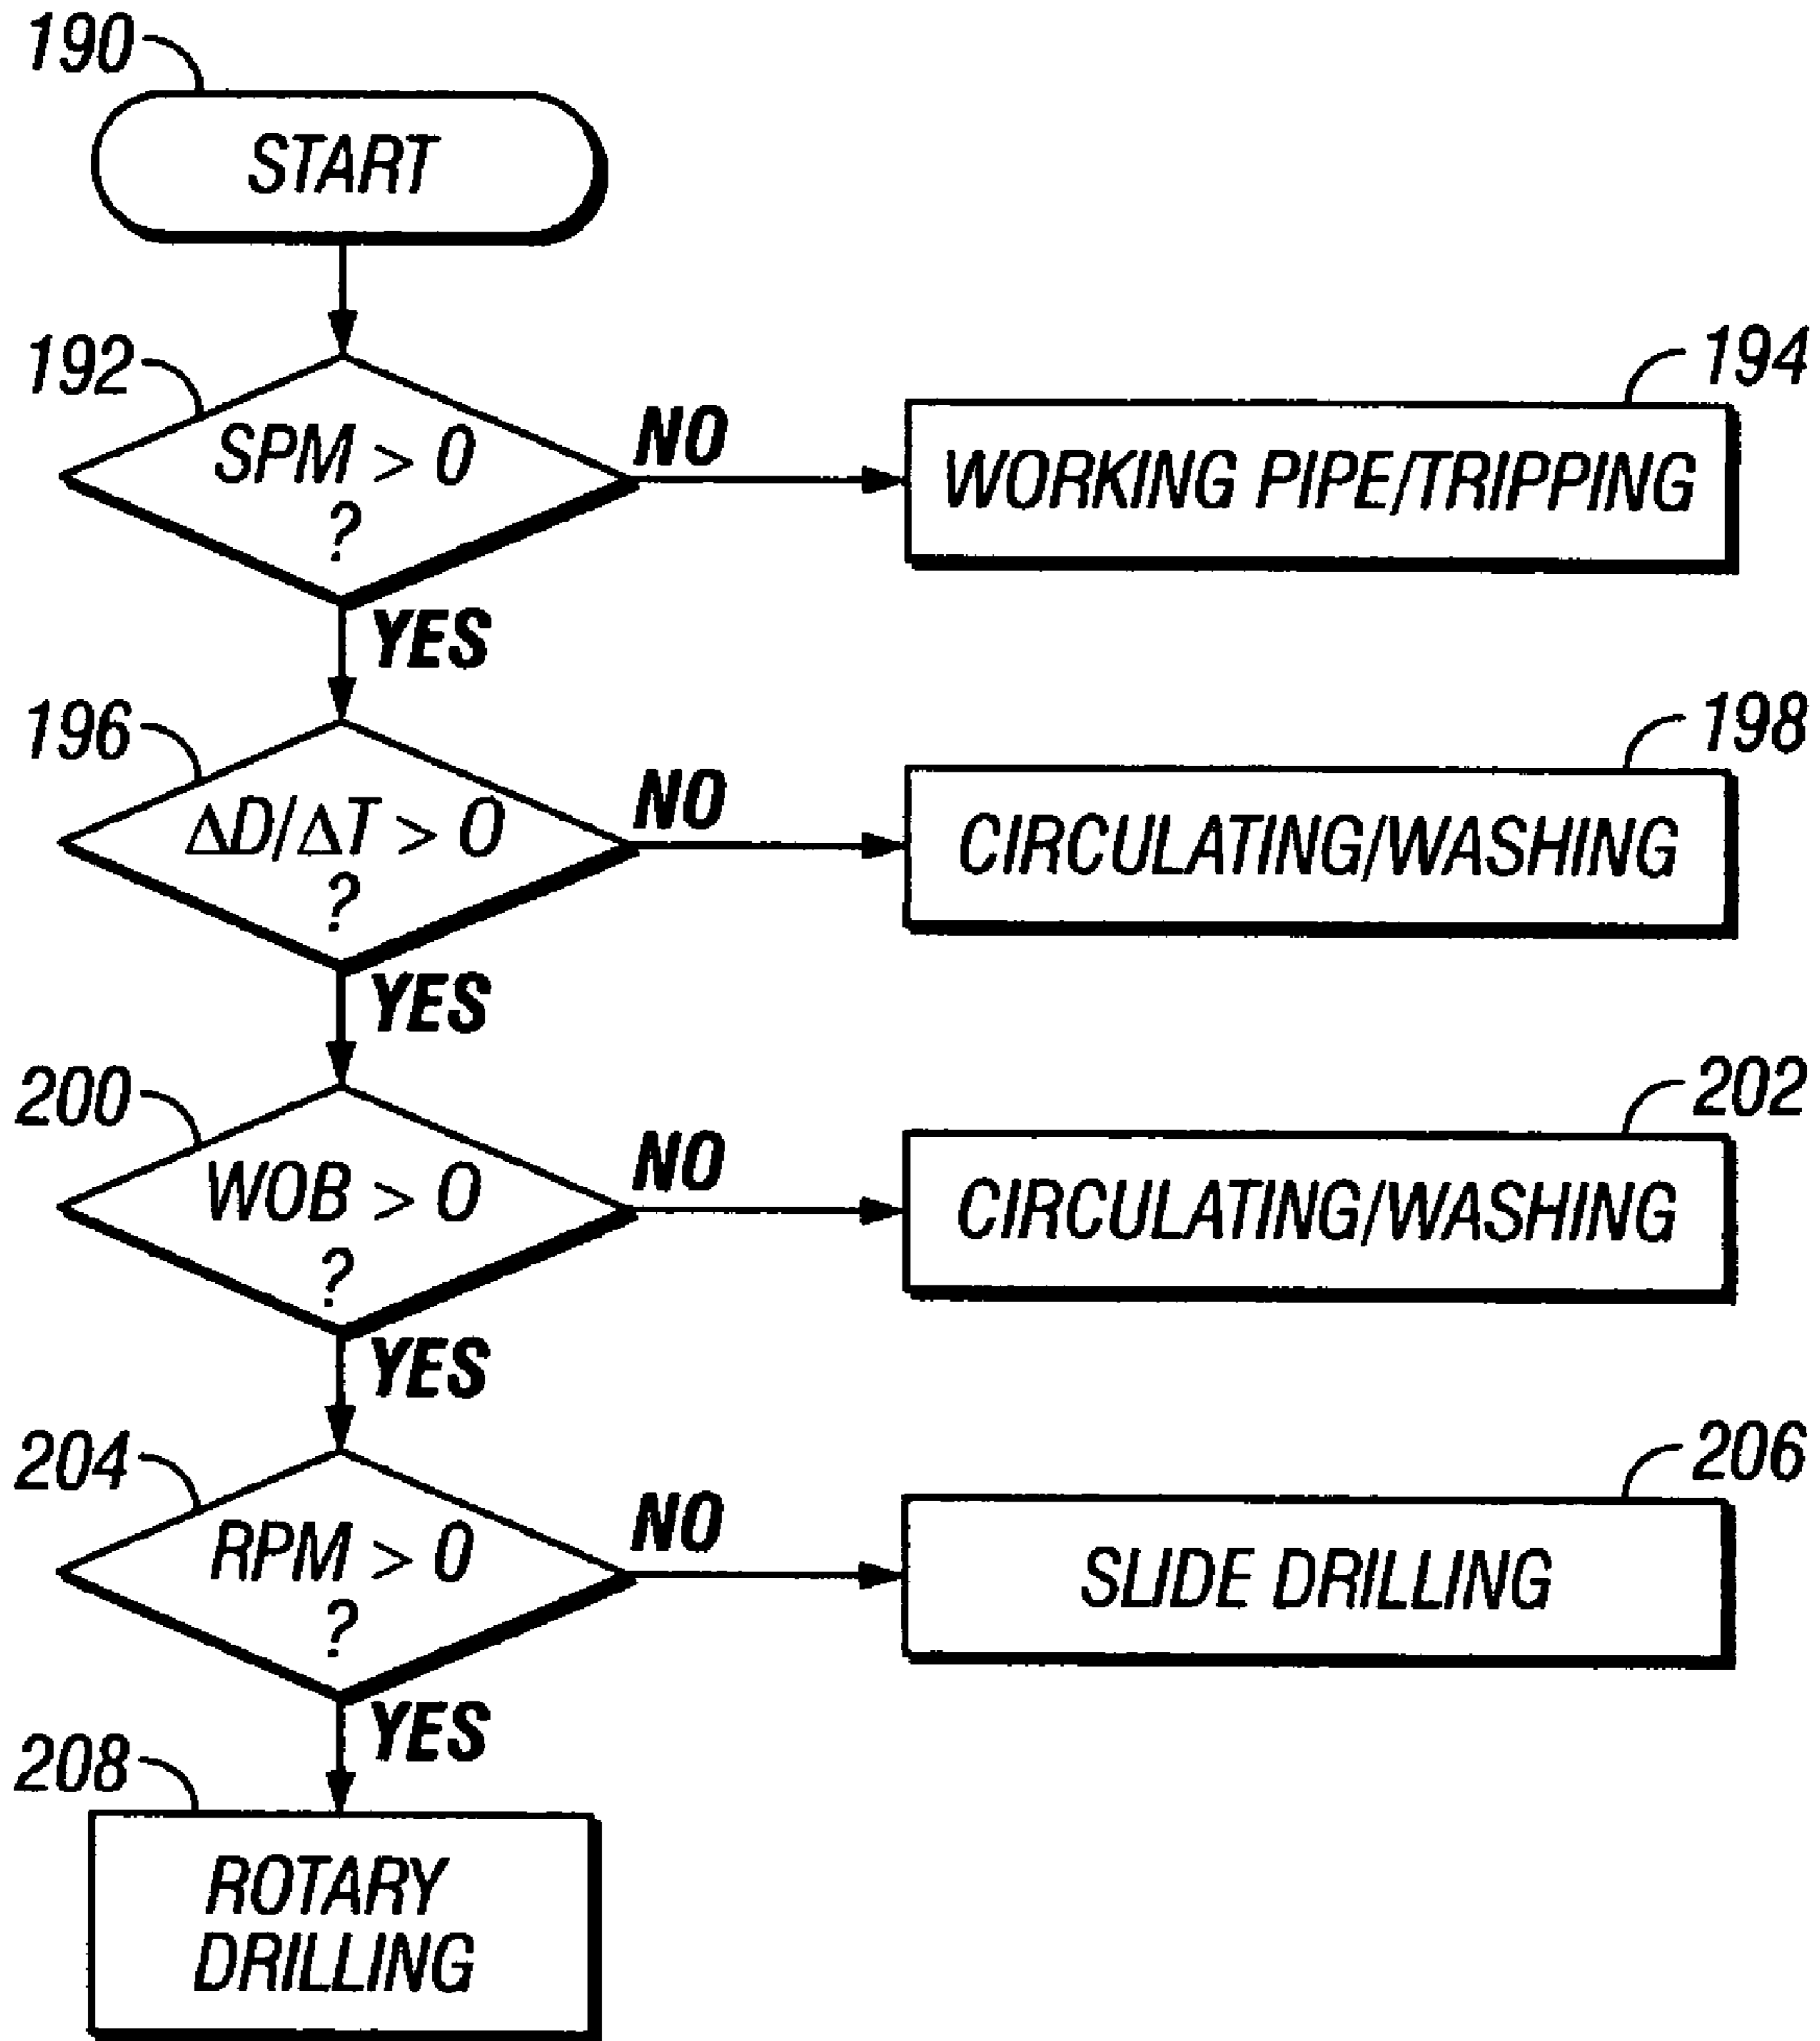 190
START
192
SPM > 0
?
NO
194
WORKING PIPE/TRIPPING
YES
196
ΔD/ΔT > 0
?
NO
198
CIRCULATING/WASHING
YES
200
WOB > 0
?
NO
202
CIRCULATING/WASHING
YES
204
RPM > 0
?
NO
206
SLIDE DRILLING
YES
208
ROTARY
DRILLING